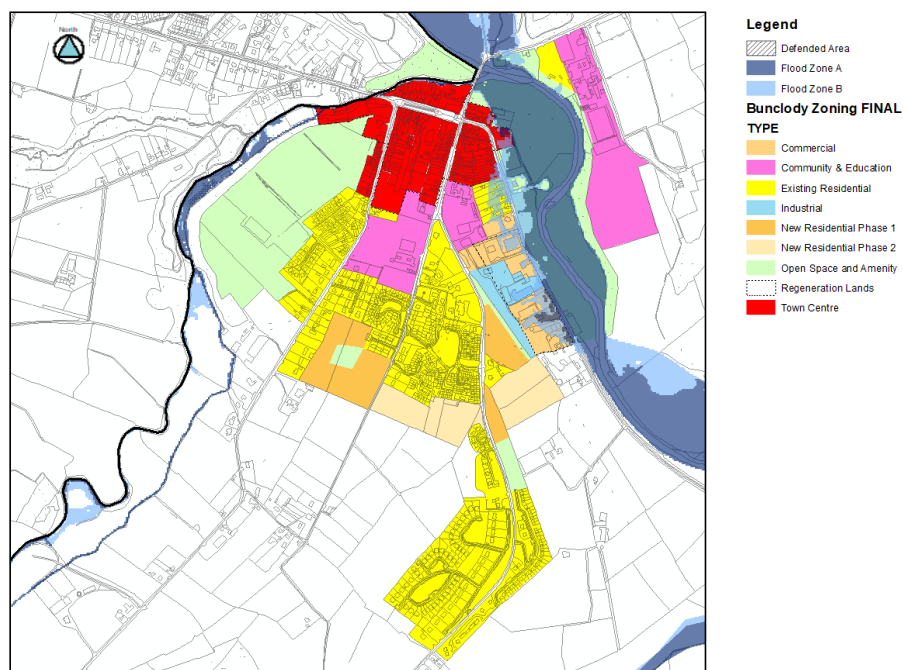 North
Legend
Defended Area
Flood Zone A
Flood Zone B
Bunclody Zoning FINAL
TYPE
Commercial
Community & Education
Existing Residential
Industrial
New Residential Phase 1
New Residential Phase 2
Open Space and Amenity
Regeneration Lands
Town Centre